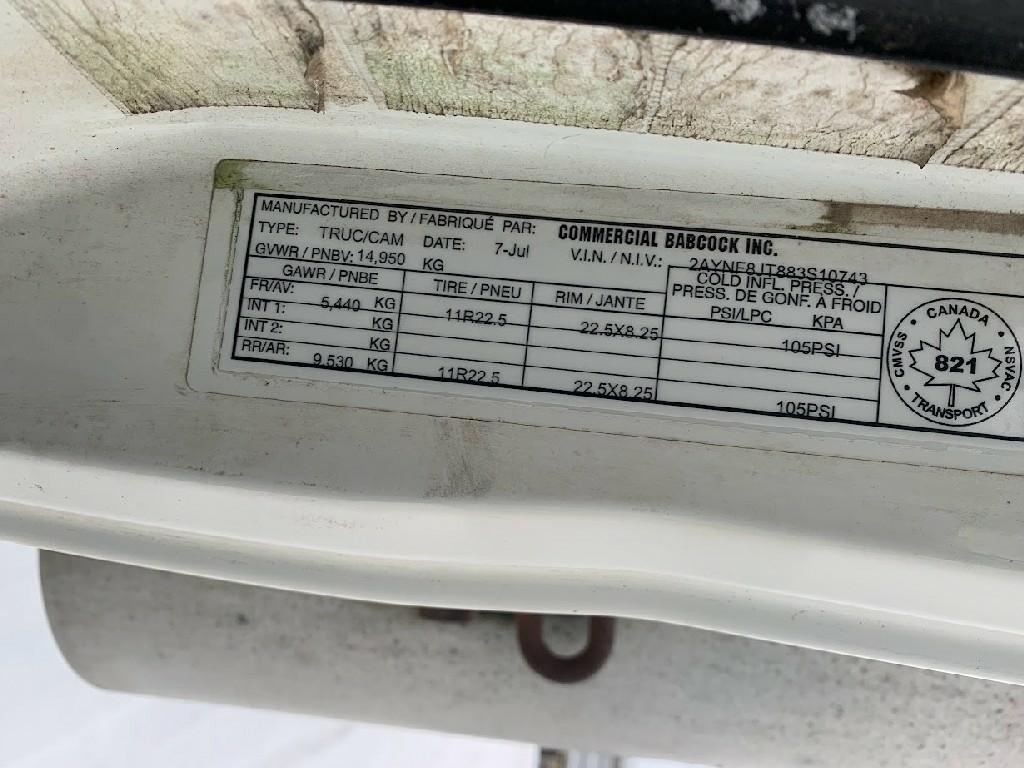 MANUFACTURED BY / FABRIQUÉ PAR: COMMERCIAL BABCOCK INC.
TYPE: TRUC/CAM DATE: 7-Jul V.I.N. / N.I.V.: 2AYNF8JT883S10743
GVWR / PNBV: 14,950 KG
GAWR / PNBE TIRE / PNEU RIM / JANTE COLD INFL. PRESS. / PRESS. DE GONF. À FROID PSI/LPC KPA
FR/AV: 5,440 KG 11R22.5 22.5X8.25 105PSI
INT 1: KG
INT 2: KG
RR/AR: 9,530 KG 11R22.5 22.5X8.25 105PSI
CANADA
CMVSS • 821 • NSVAC
TRANSPORT